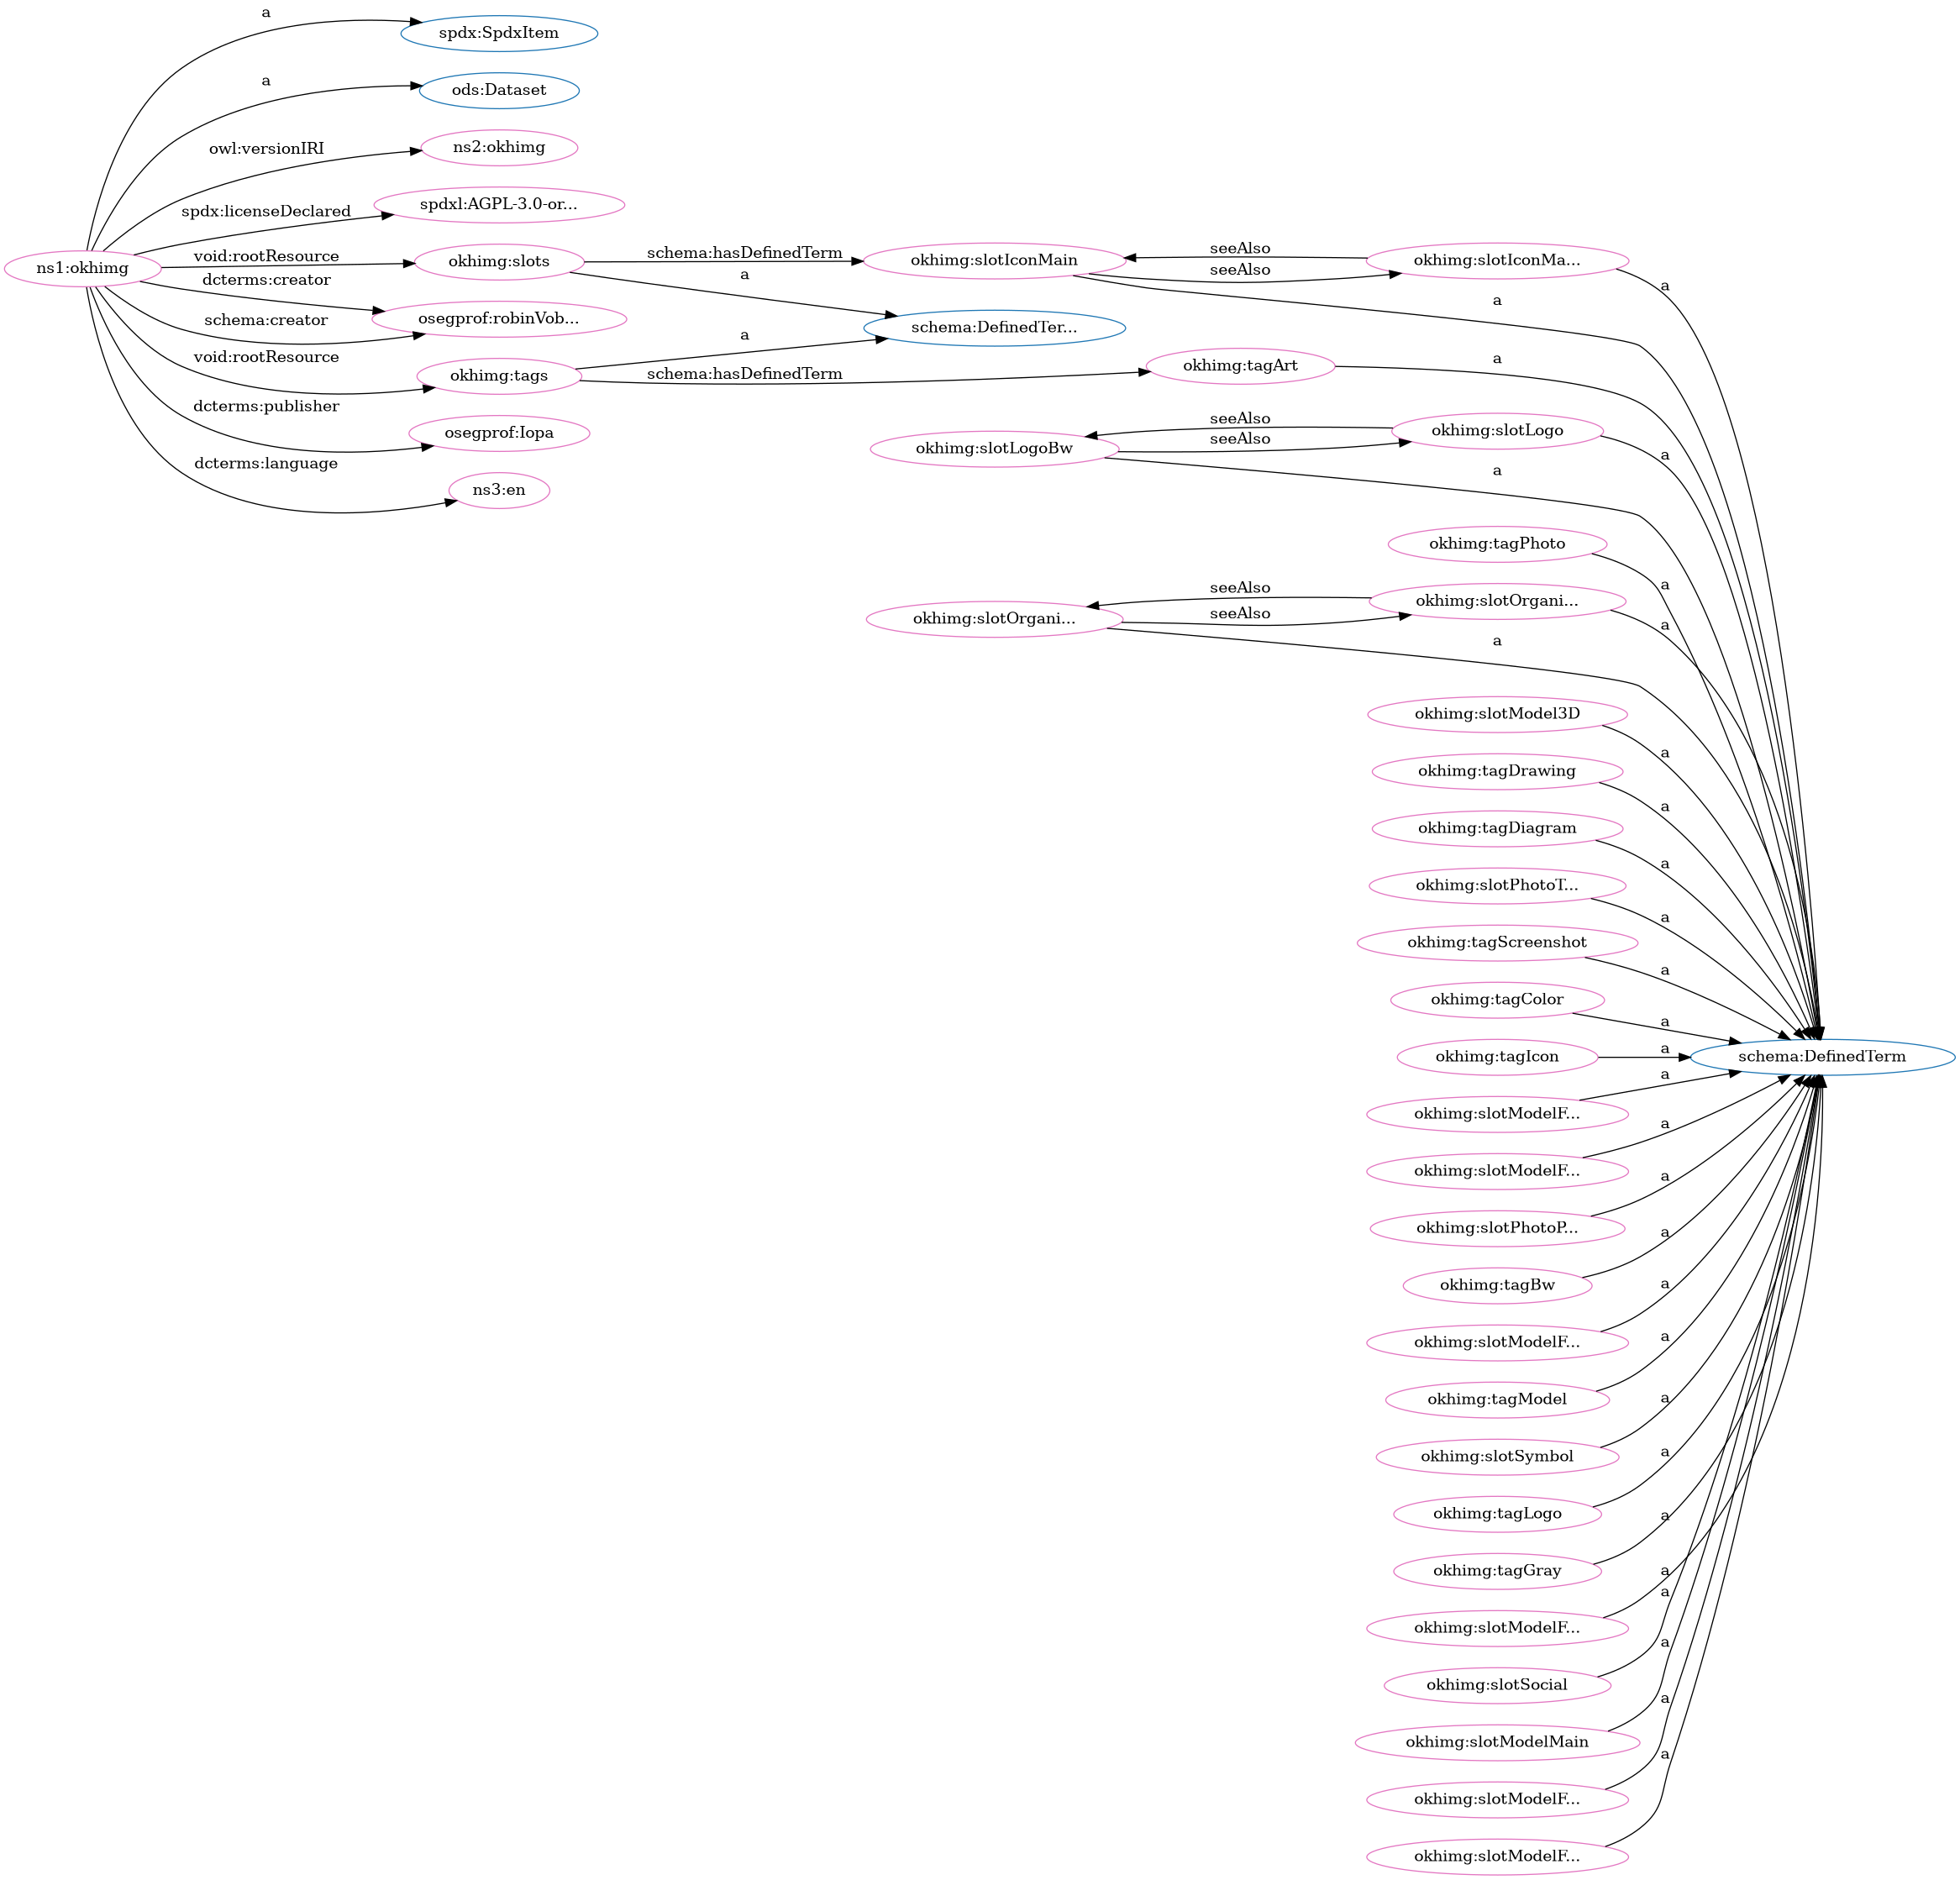 a
spdx:SpdxItem
a
ods:Dataset
owl:versionIRI
ns2:okhimg
spdx:licenseDeclared
spdxl:AGPL-3.0-or...
ns1:okhimg
void:rootResource
okhimg:slots
dcterms:creator
schema:creator
osegprof:robinVob...
void:rootResource
okhimg:tags
dcterms:publisher
osegprof:Iopa
dcterms:language
ns3:en
schema:hasDefinedTerm
a
a
schema:hasDefinedTerm
okhimg:slotIconMain
schema:DefinedTer...
okhimg:tagArt
seeAlso
seeAlso
okhimg:slotIconMa...
a
a
a
okhimg:slotLogoBw
seeAlso
seeAlso
okhimg:slotLogo
a
a
okhimg:tagPhoto
a
okhimg:slotOrgani...
seeAlso
seeAlso
okhimg:slotOrgani...
a
a
okhimg:slotModel3D
a
okhimg:tagDrawing
a
okhimg:tagDiagram
a
okhimg:slotPhotoT...
a
okhimg:tagScreenshot
a
okhimg:tagColor
a
okhimg:tagIcon
a
schema:DefinedTerm
okhimg:slotModelF...
a
okhimg:slotModelF...
a
okhimg:slotPhotoP...
a
okhimg:tagBw
a
okhimg:slotModelF...
a
okhimg:tagModel
a
okhimg:slotSymbol
a
okhimg:tagLogo
a
okhimg:tagGray
a
okhimg:slotModelF...
a
okhimg:slotSocial
a
okhimg:slotModelMain
a
okhimg:slotModelF...
a
okhimg:slotModelF...
a